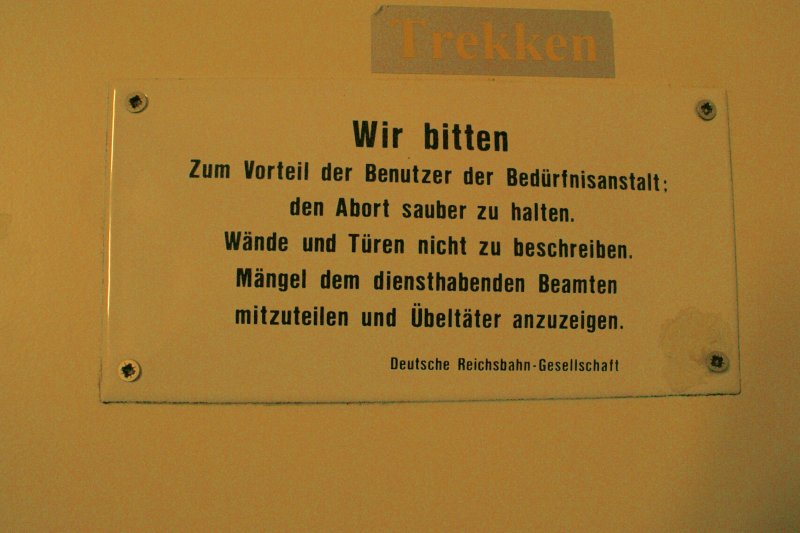 Trekken
Wir bitten
Zum Vorteil der Benutzer der Bedürfnisanstalt:
den Abort sauber zu halten.
Wände und Türen nicht zu beschreiben.
Mängel dem diensthabenden Beamten
mitzuteilen und Übeltäter anzuzeigen.
Deutsche Reichsbahn-Gesellschaft